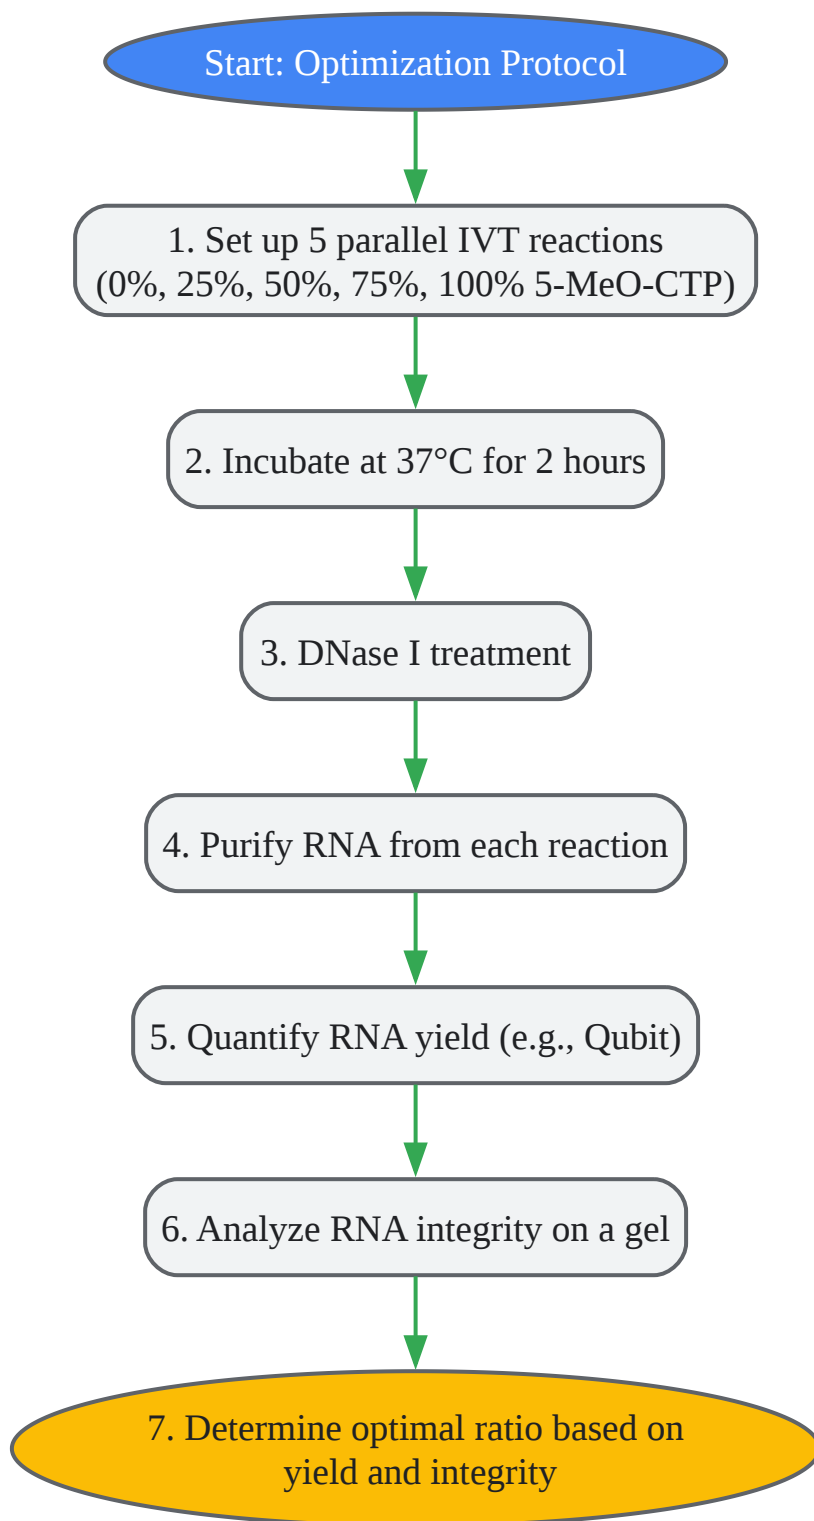 Start: Optimization Protocol
1. Set up 5 parallel IVT reactions
(0%, 25%, 50%, 75%, 100% 5-MeO-CTP)
2. Incubate at 37°C for 2 hours
3. DNase I treatment
4. Purify RNA from each reaction
5. Quantify RNA yield (e.g., Qubit)
6. Analyze RNA integrity on a gel
7. Determine optimal ratio based on
yield and integrity